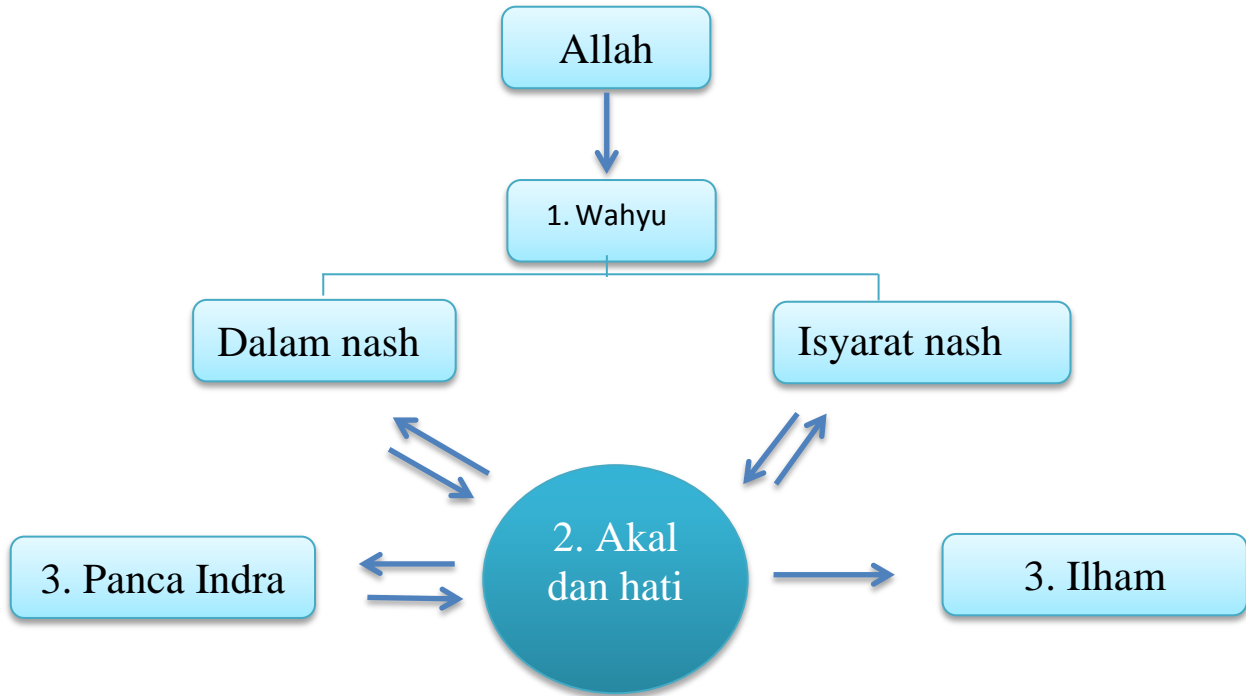 Allah
1. Wahyu
Dalam nash
Isyarat nash
2. Akal
dan hati
3. Panca Indra
3. Ilham